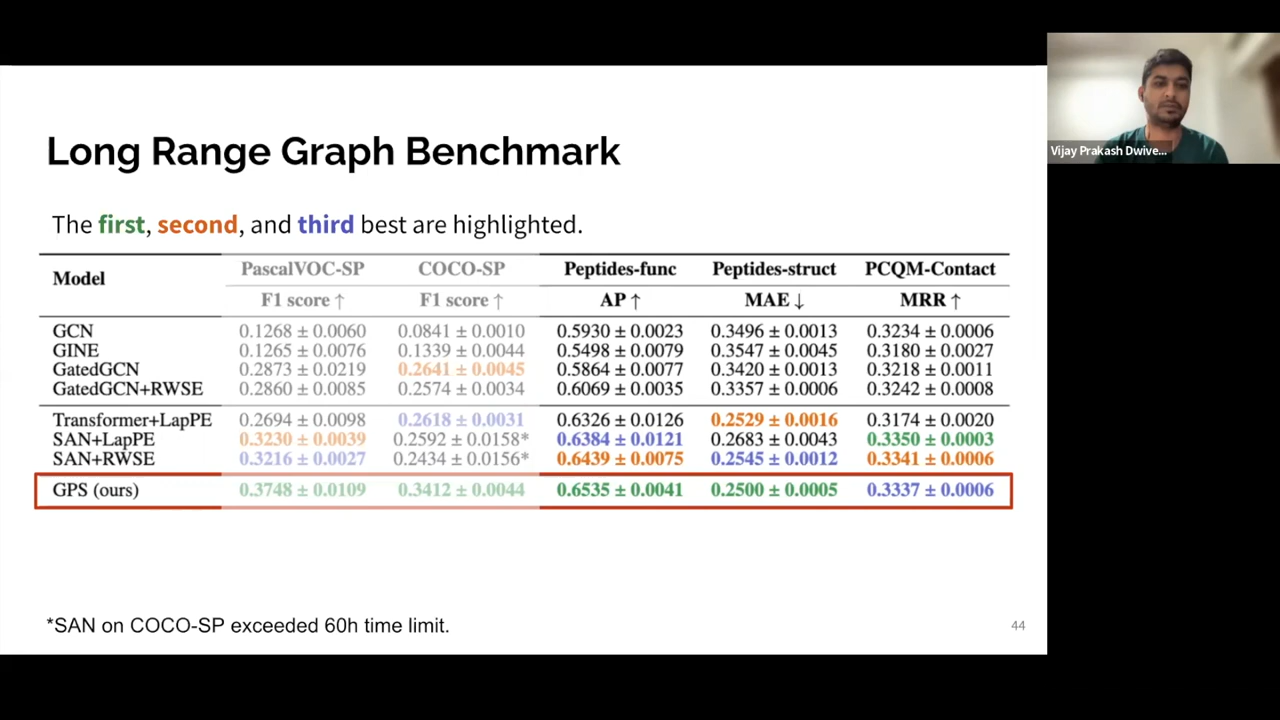 Vijay Prakash Dwive...
Long Range Graph Benchmark
The first, second, and third best are highlighted.
Model PascalVOC-SP COCO-SP Peptides-func Peptides-struct PCQM-Contact
F1 score ↑ F1 score ↑ AP ↑ MAE ↓ MRR ↑
GCN 0.1268 ± 0.0060 0.0841 ± 0.0010 0.5930 ± 0.0023 0.3496 ± 0.0013 0.3234 ± 0.0006
GINE 0.1265 ± 0.0076 0.1339 ± 0.0044 0.5498 ± 0.0079 0.3547 ± 0.0045 0.3180 ± 0.0027
GatedGCN 0.2873 ± 0.0219 0.2641 ± 0.0045 0.5864 ± 0.0077 0.3420 ± 0.0013 0.3218 ± 0.0011
GatedGCN+RWSE 0.2860 ± 0.0085 0.2574 ± 0.0034 0.6069 ± 0.0035 0.3357 ± 0.0006 0.3242 ± 0.0008
Transformer+LapPE 0.2694 ± 0.0098 0.2618 ± 0.0031 0.6326 ± 0.0126 0.2529 ± 0.0016 0.3174 ± 0.0020
SAN+LapPE 0.3230 ± 0.0039 0.2592 ± 0.0158* 0.6384 ± 0.0121 0.2683 ± 0.0043 0.3350 ± 0.0003
SAN+RWSE 0.3216 ± 0.0027 0.2434 ± 0.0156* 0.6439 ± 0.0075 0.2545 ± 0.0012 0.3341 ± 0.0006
GPS (ours) 0.3748 ± 0.0109 0.3412 ± 0.0044 0.6535 ± 0.0041 0.2500 ± 0.0005 0.3337 ± 0.0006
*SAN on COCO-SP exceeded 60h time limit.
44